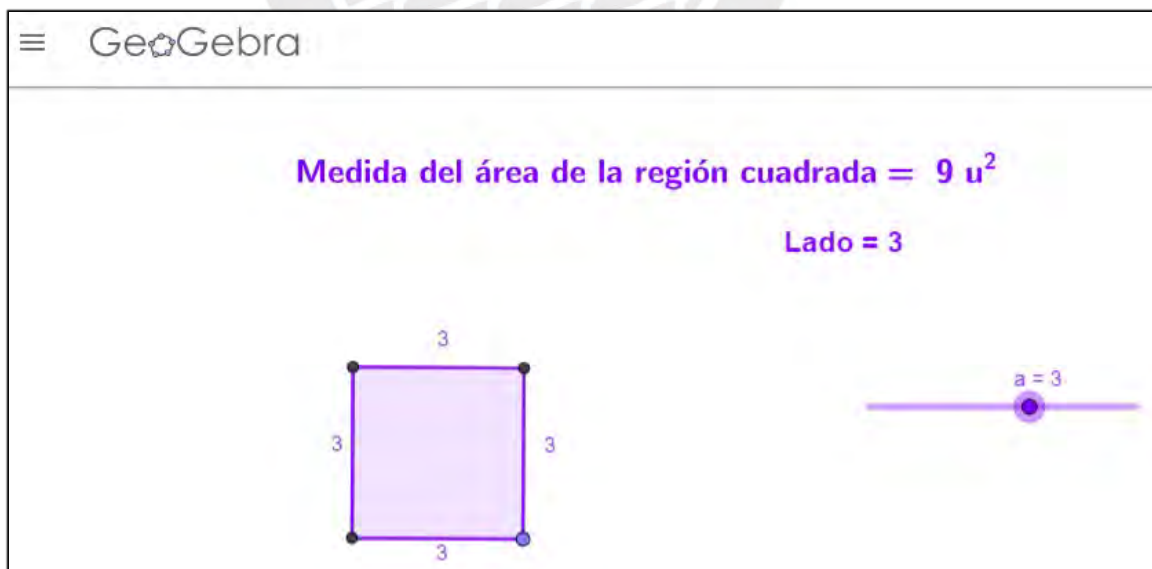 GeoGebra
Medida del área de la región cuadrada = 9 u²
Lado = 3
3
a = 3
3
3
3